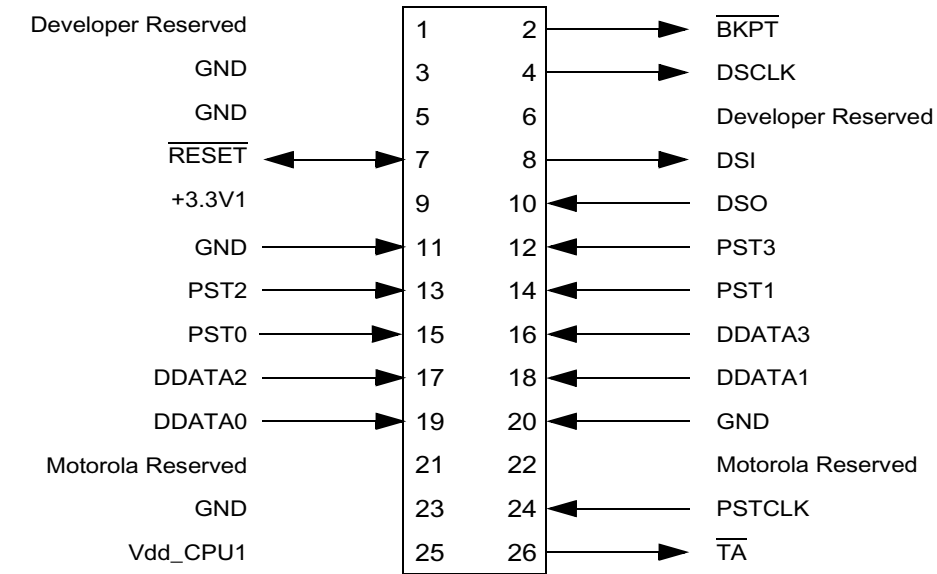 Developer Reserved 1 2 BKPT
GND 3 4 DSCLK
GND 5 6 Developer Reserved
RESET 7 8 DSI
+3.3V1 9 10 DSO
GND 11 12 PST3
PST2 13 14 PST1
PST0 15 16 DDATA3
DDATA2 17 18 DDATA1
DDATA0 19 20 GND
Motorola Reserved 21 22 Motorola Reserved
GND 23 24 PSTCLK
Vdd_CPU1 25 26 TA